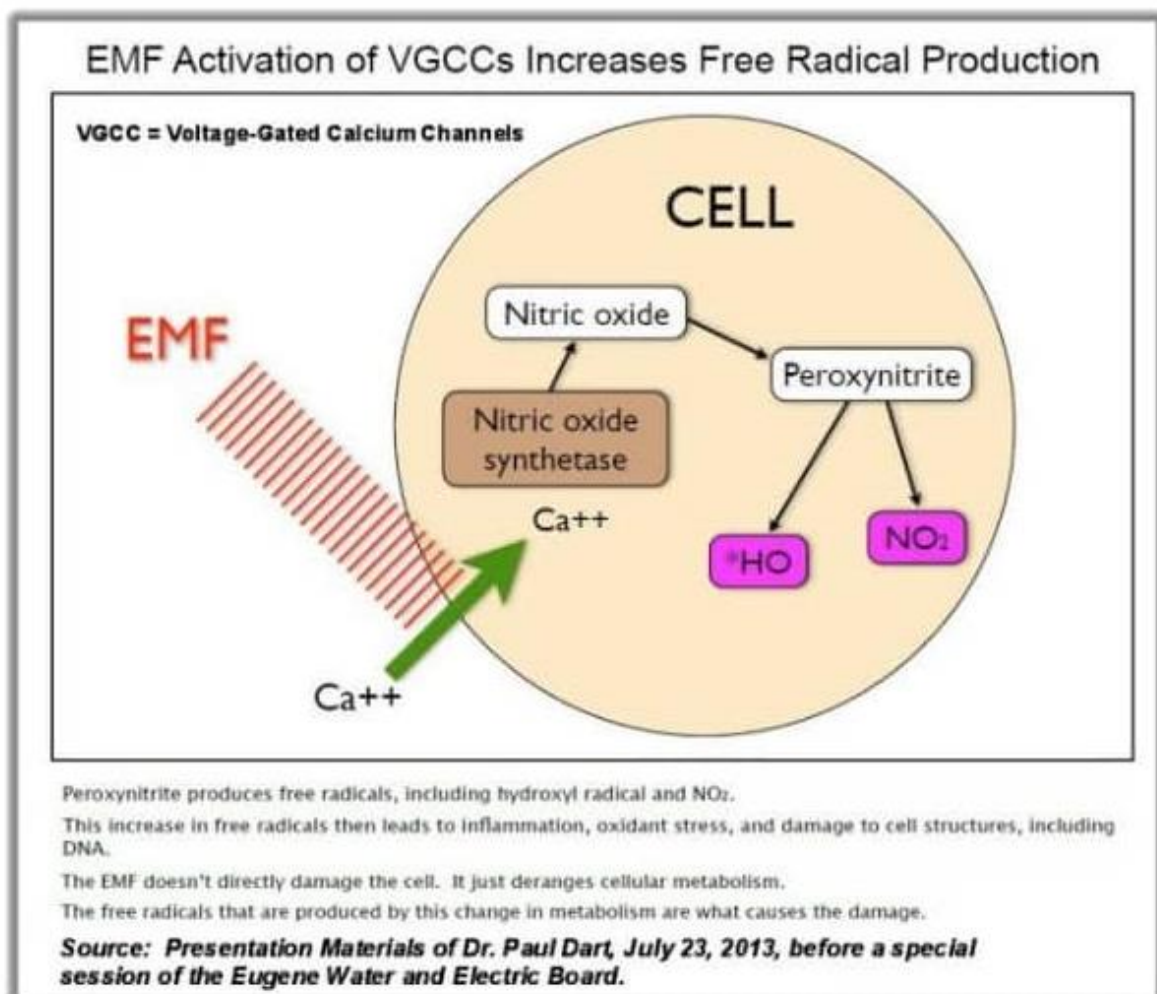 EMF Activation of VGCCs Increases Free Radical Production
VGCC = Voltage-Gated Calcium Channels
CELL
EMF
Nitric oxide
Peroxynitrite
Nitric oxide
synthetase
Ca++
*HO
NO₂
Ca++
Peroxynitrite produces free radicals, including hydroxyl radical and NO₂.
This increase in free radicals then leads to inflammation, oxidant stress, and damage to cell structures, including
DNA.
The EMF doesn't directly damage the cell. It just deranges cellular metabolism.
The free radicals that are produced by this change in metabolism are what causes the damage.
Source: Presentation Materials of Dr. Paul Dart, July 23, 2013, before a special
session of the Eugene Water and Electric Board.